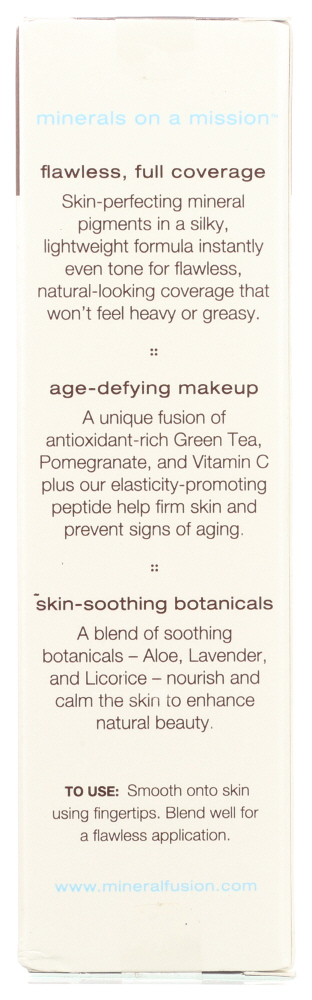 minerals on a mission™
flawless, full coverage
Skin-perfecting mineral
pigments in a silky,
lightweight formula instantly
even tone for flawless,
natural-looking coverage that
won't feel heavy or greasy.
::
age-defying makeup
A unique fusion of
antioxidant-rich Green Tea,
Pomegranate, and Vitamin C
plus our elasticity-promoting
peptide help firm skin and
prevent signs of aging.
::
skin-soothing botanicals
A blend of soothing
botanicals – Aloe, Lavender,
and Licorice – nourish and
calm the skin to enhance
natural beauty.
TO USE: Smooth onto skin
using fingertips. Blend well for
a flawless application.
www.mineralfusion.com